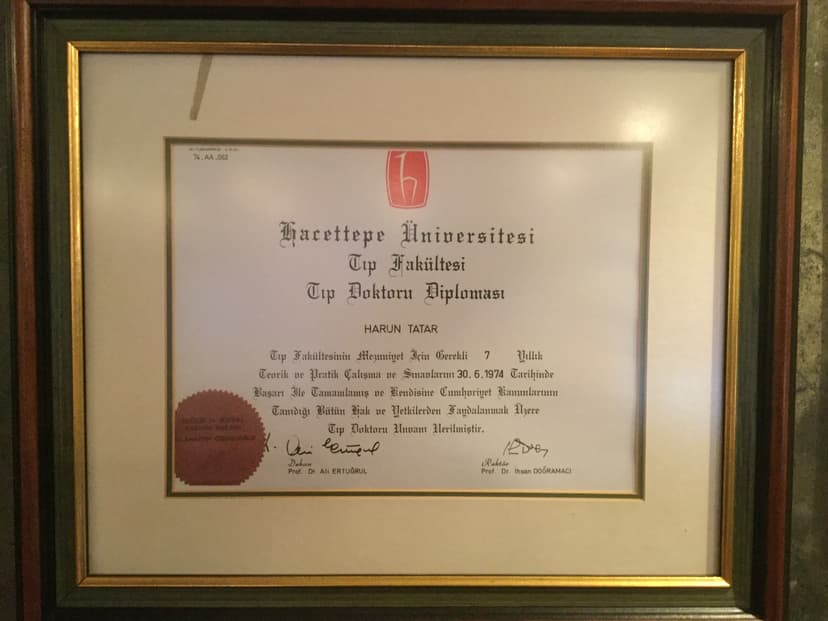 74.AA.062
Hacettepe Üniversitesi
Tıp Fakültesi
Tıp Doktoru Diploması
HARUN TATAR
Tıp Fakültesinin Mezuniyet İçin Gerekli 7 Yıllık
Teorik ve Pratik Çalışma ve Sınavlarını 30.6.1974 Tarihinde
Başarı İle Tamamlamış ve Kendisine Cumhuriyet Kanunlarının
Tanıdığı Bütün Hak ve Yetkilerden Faydalanmak Üzere
Tıp Doktoru Unvanı Verilmiştir.
Dekan
Prof. Dr. Ali ERTUĞRUL
Rektör
Prof. Dr. İhsan DOĞRAMACI